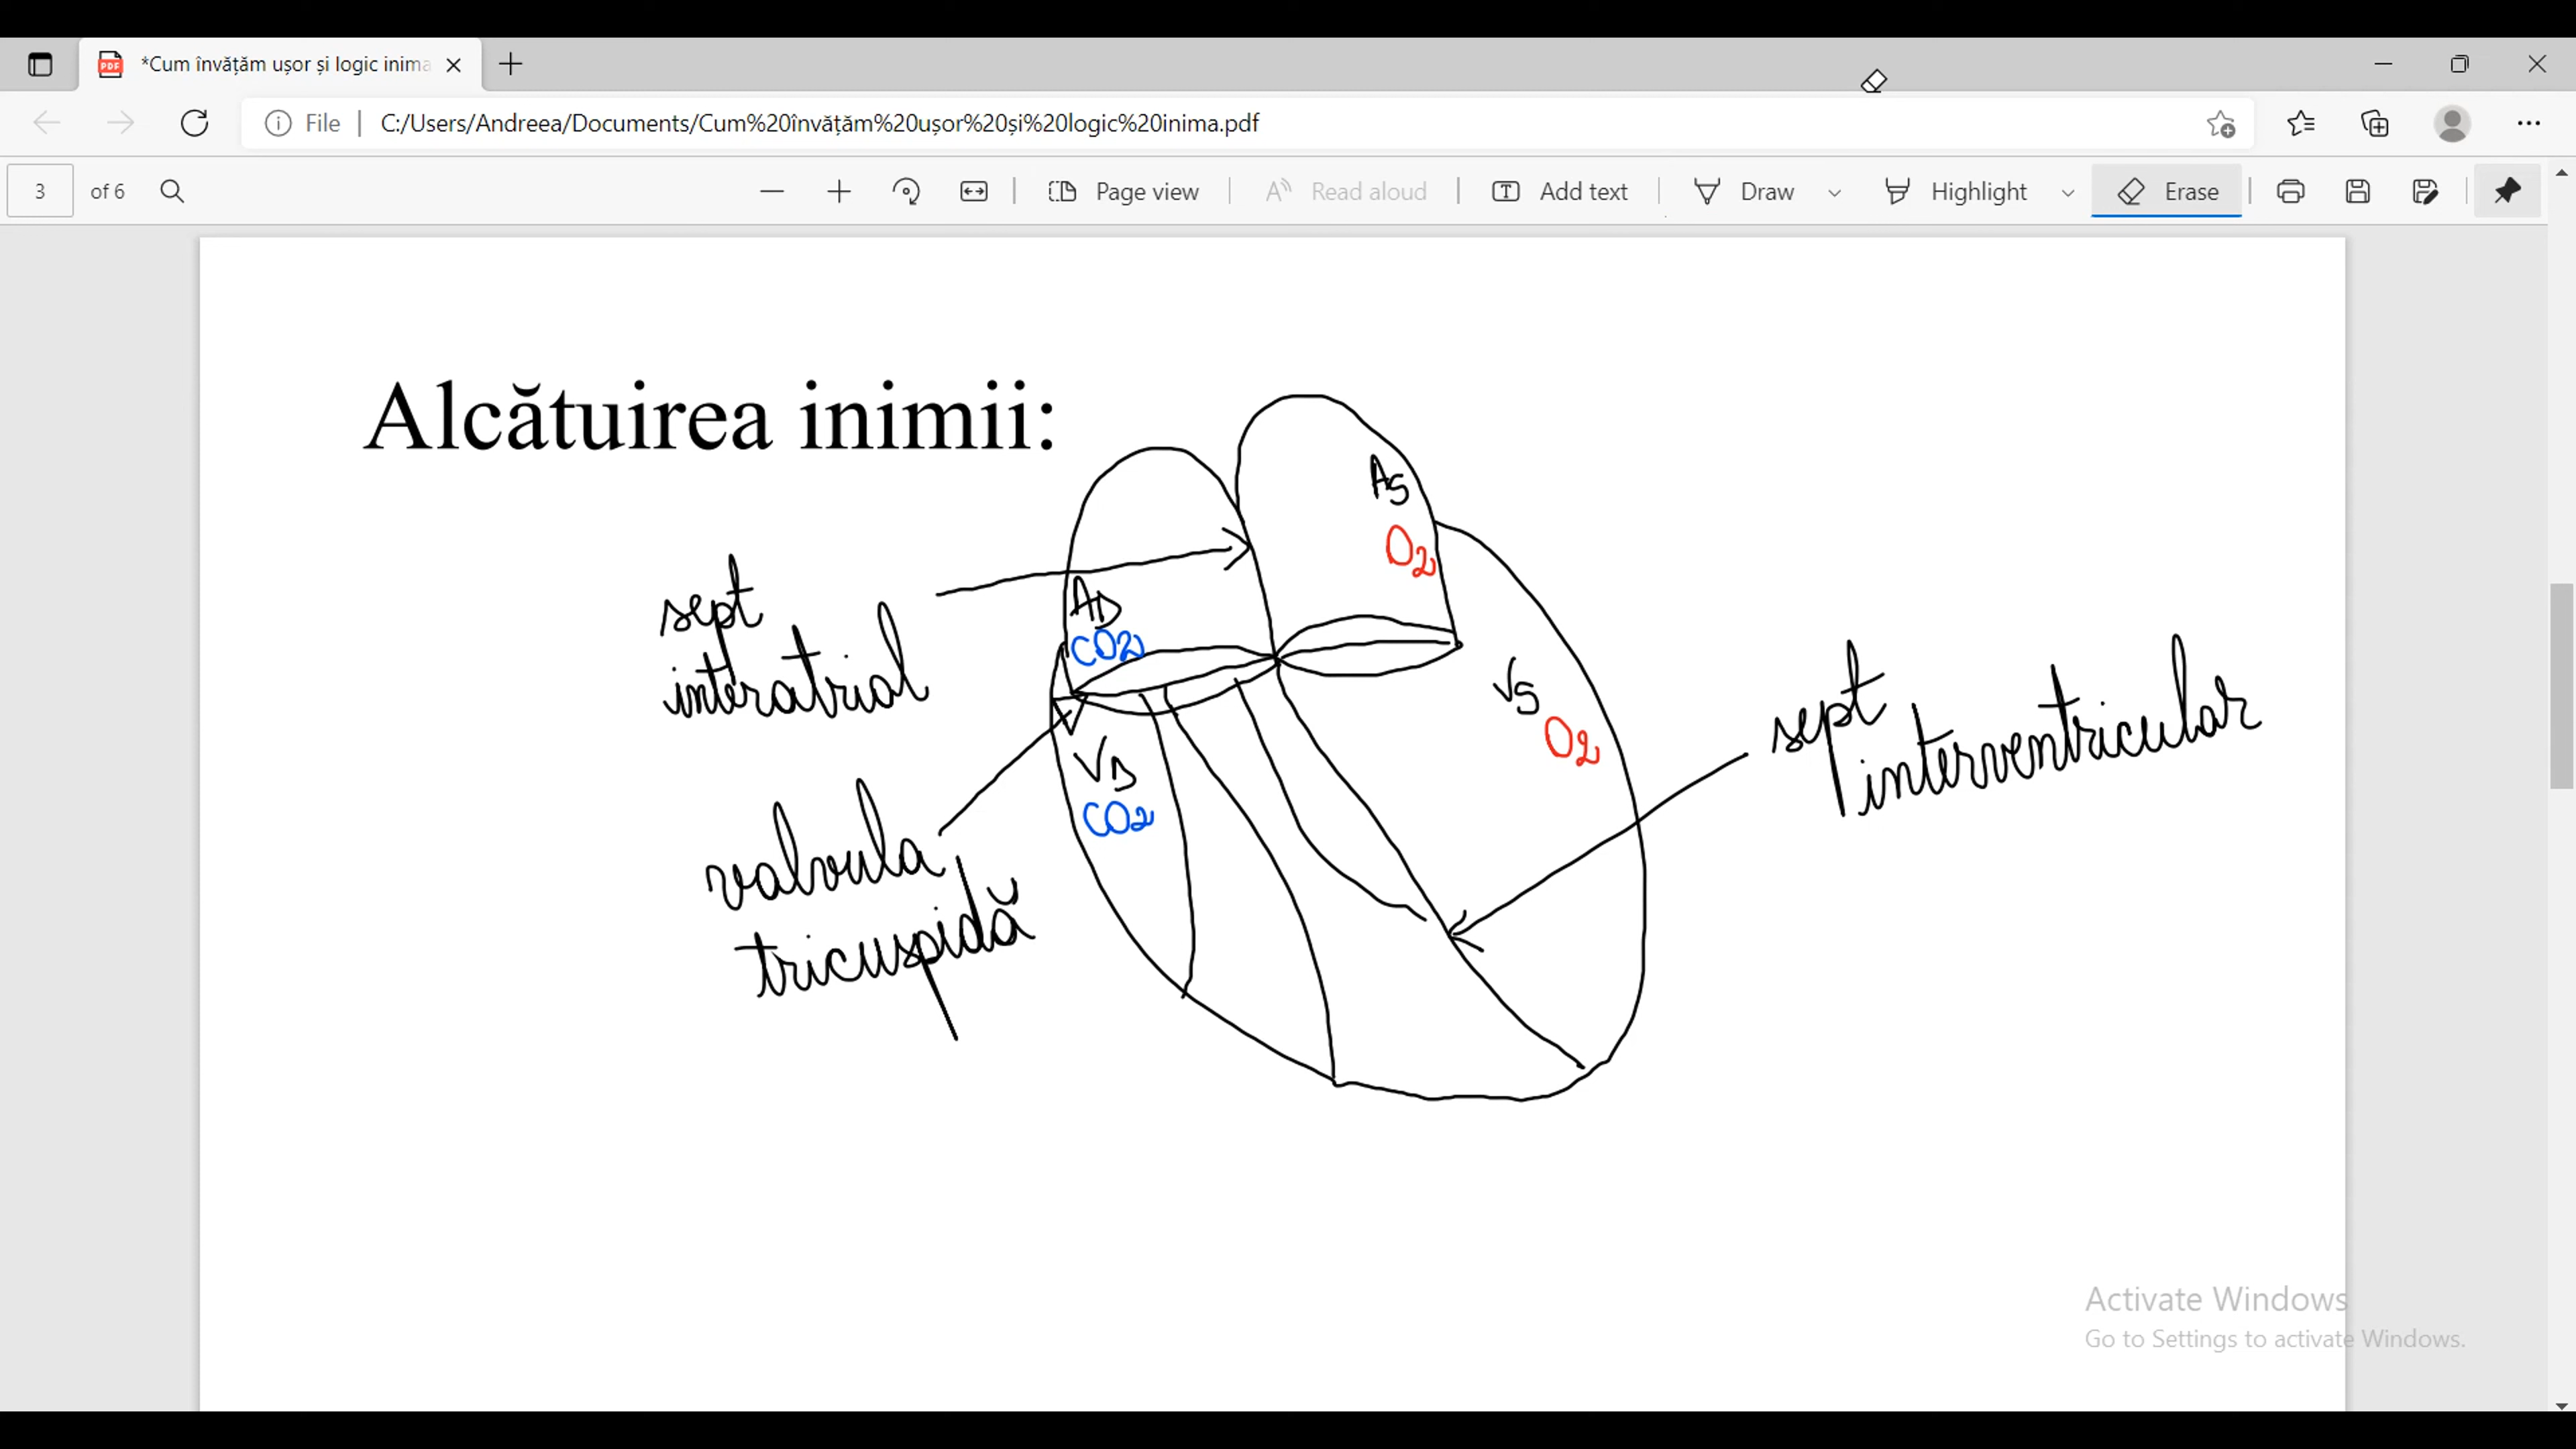 *Cum învățăm ușor și logic inima
File
C:/Users/Andreea/Documents/Cum%20învățăm%20ușor%20și%20logic%20inima.pdf
3 of 6
Page view
Read aloud
Add text
Draw
Highlight
Erase
Alcătuirea inimii:
AS
O2
sept
interatrial
AD
CO2
VS
O2
sept
interventricular
VD
CO2
valvula
tricuspidă
Activate Windows
Go to Settings to activate Windows.